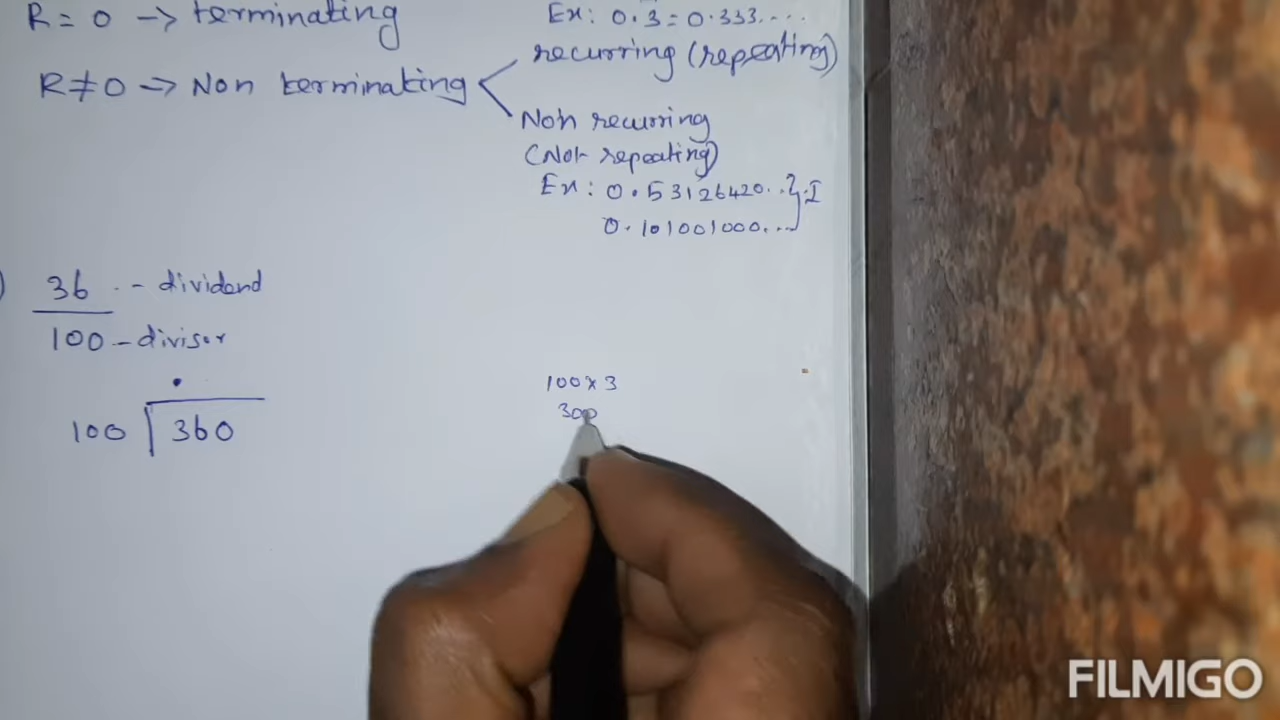 R = 0 -> terminating
Ex: 0.3 = 0.333....
recurring (repeating)
R ≠ 0 -> Non terminating
Non recurring
(Not repeating)
Ex: 0.53126420.. } I
0.101001000....
) 36 -- dividend
100 - divisor
.
100 360
100 x 3
300
FILMIGO